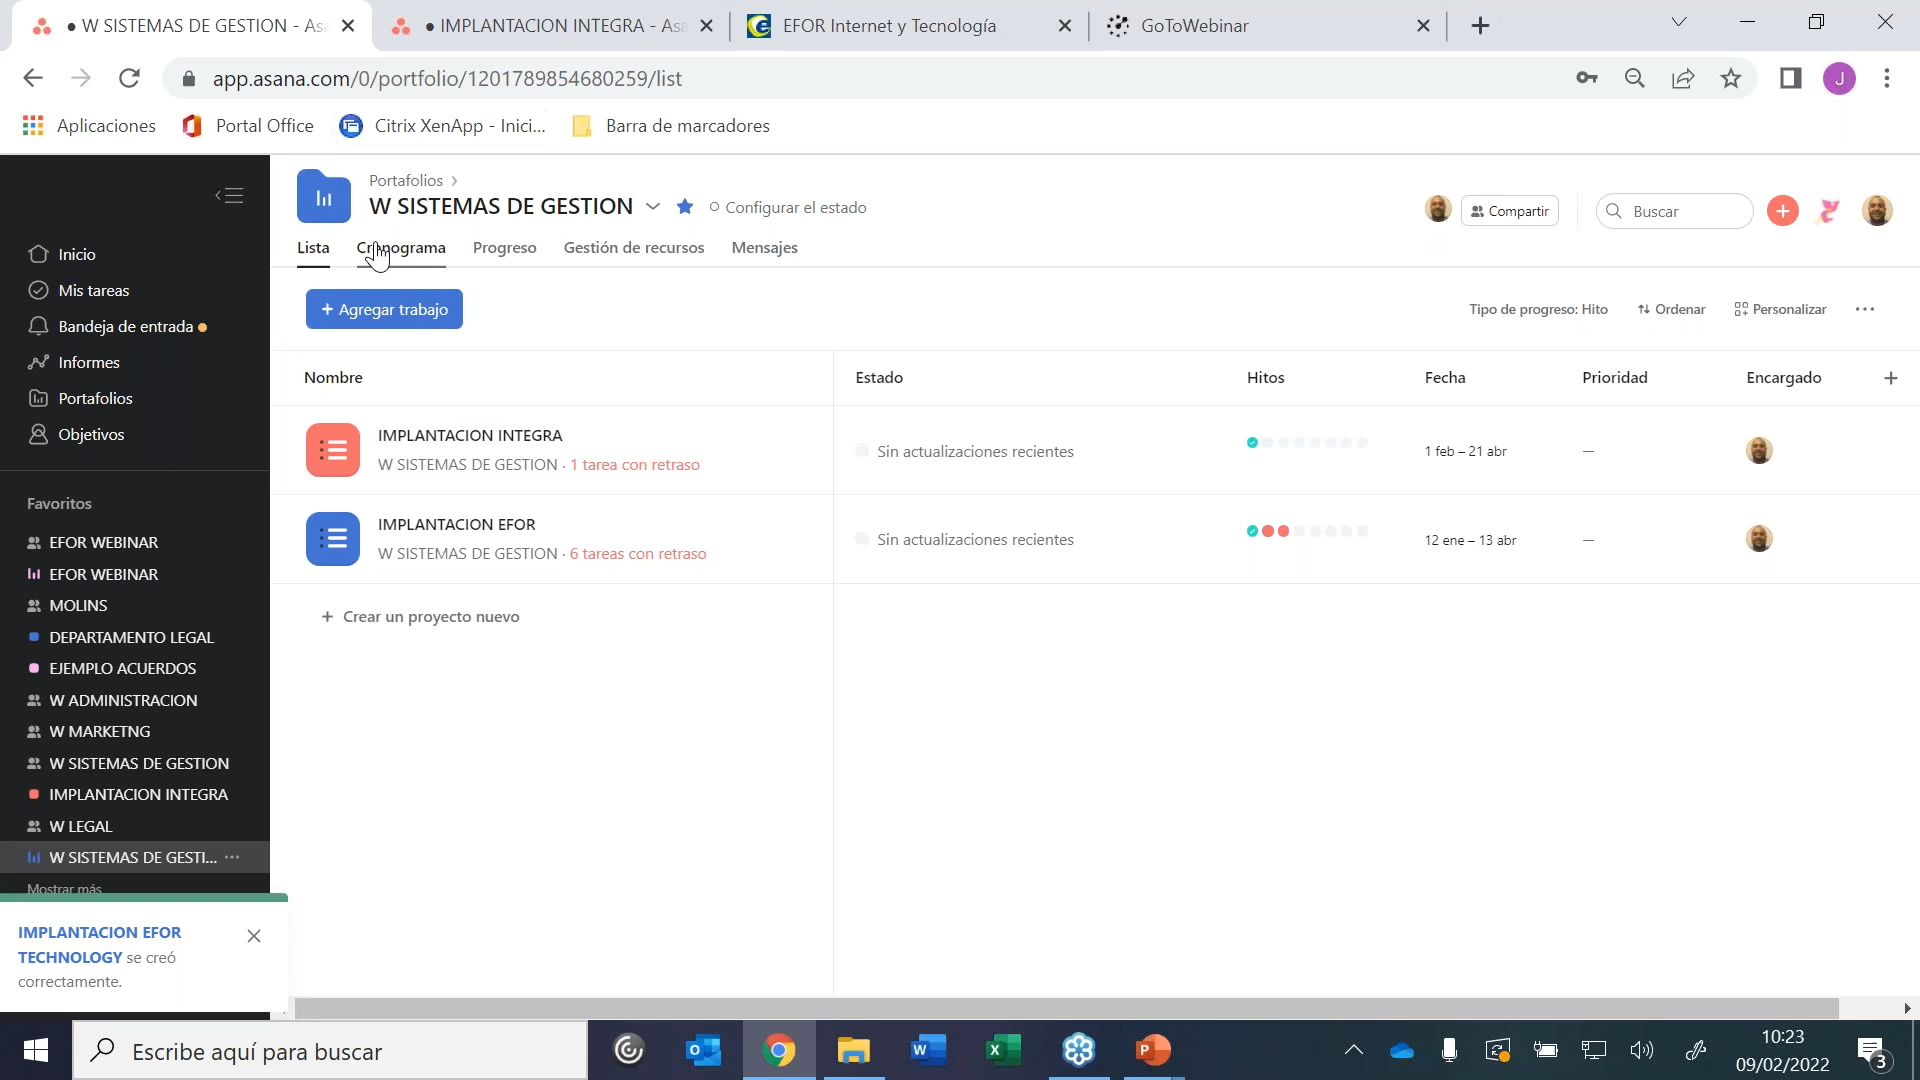 ● W SISTEMAS DE GESTION - As
● IMPLANTACION INTEGRA - Asa
EFOR Internet y Tecnología
GoToWebinar
app.asana.com/0/portfolio/1201789854680259/list
J
Aplicaciones
Portal Office
Citrix XenApp - Inici...
Barra de marcadores
Portafolios >
W SISTEMAS DE GESTION
Configurar el estado
Compartir
Buscar
Lista
Cronograma
Progreso
Gestión de recursos
Mensajes
+ Agregar trabajo
Tipo de progreso: Hito
Ordenar
Personalizar
Inicio
Mis tareas
Bandeja de entrada
Informes
Portafolios
Objetivos
Favoritos
EFOR WEBINAR
EFOR WEBINAR
MOLINS
DEPARTAMENTO LEGAL
EJEMPLO ACUERDOS
W ADMINISTRACION
W MARKETNG
W SISTEMAS DE GESTION
IMPLANTACION INTEGRA
W LEGAL
W SISTEMAS DE GESTI...
Mostrar más
Nombre
Estado
Hitos
Fecha
Prioridad
Encargado
IMPLANTACION INTEGRA
W SISTEMAS DE GESTION · 1 tarea con retraso
Sin actualizaciones recientes
1 feb – 21 abr
—
IMPLANTACION EFOR
W SISTEMAS DE GESTION · 6 tareas con retraso
Sin actualizaciones recientes
12 ene – 13 abr
—
+ Crear un proyecto nuevo
IMPLANTACION EFOR
TECHNOLOGY se creó
correctamente.
Escribe aquí para buscar
10:23
09/02/2022
3